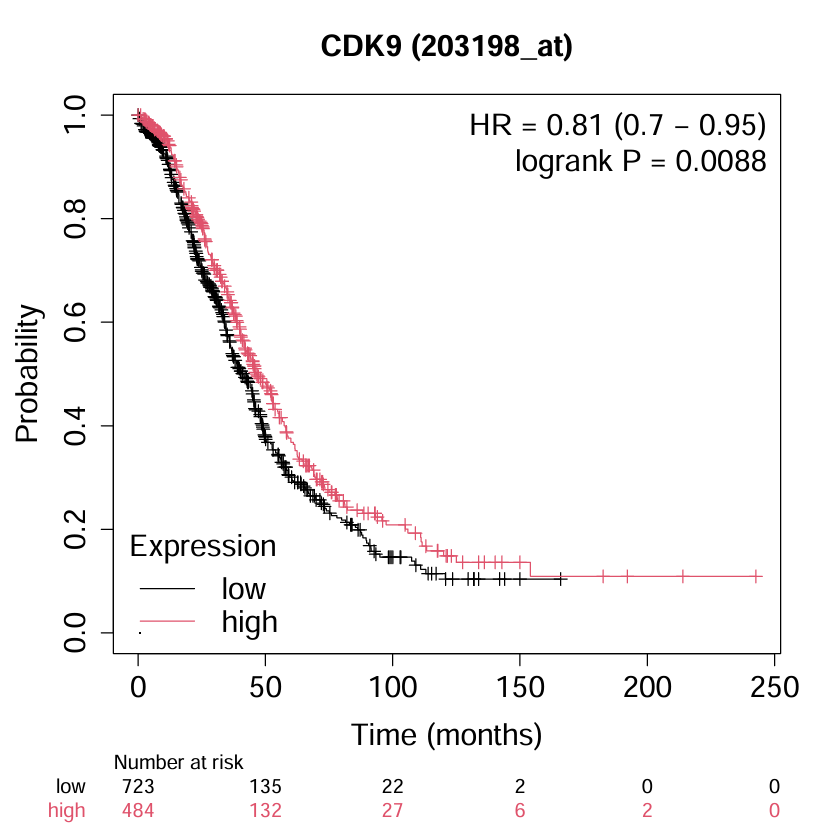 CDK9 (203198_at)
HR = 0.81 (0.7 − 0.95)
logrank P = 0.0088
Probability
1.0
0.8
0.6
0.4
0.2
0.0
Expression
low
high
0 50 100 150 200 250
Time (months)
Number at risk
low 723 135 22 2 0 0
high 484 132 27 6 2 0